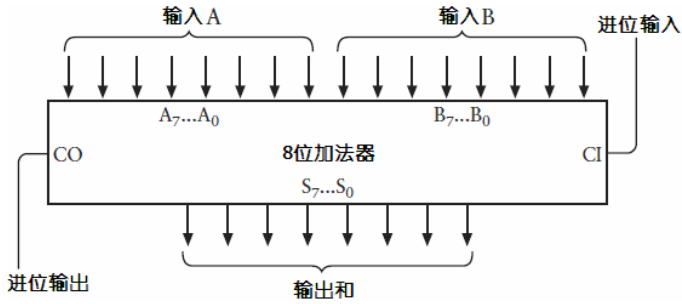 输入A
输入B
进位输入
A₇...A₀
B₇...B₀
CO
8位加法器
CI
S₇...S₀
进位输出
输出和